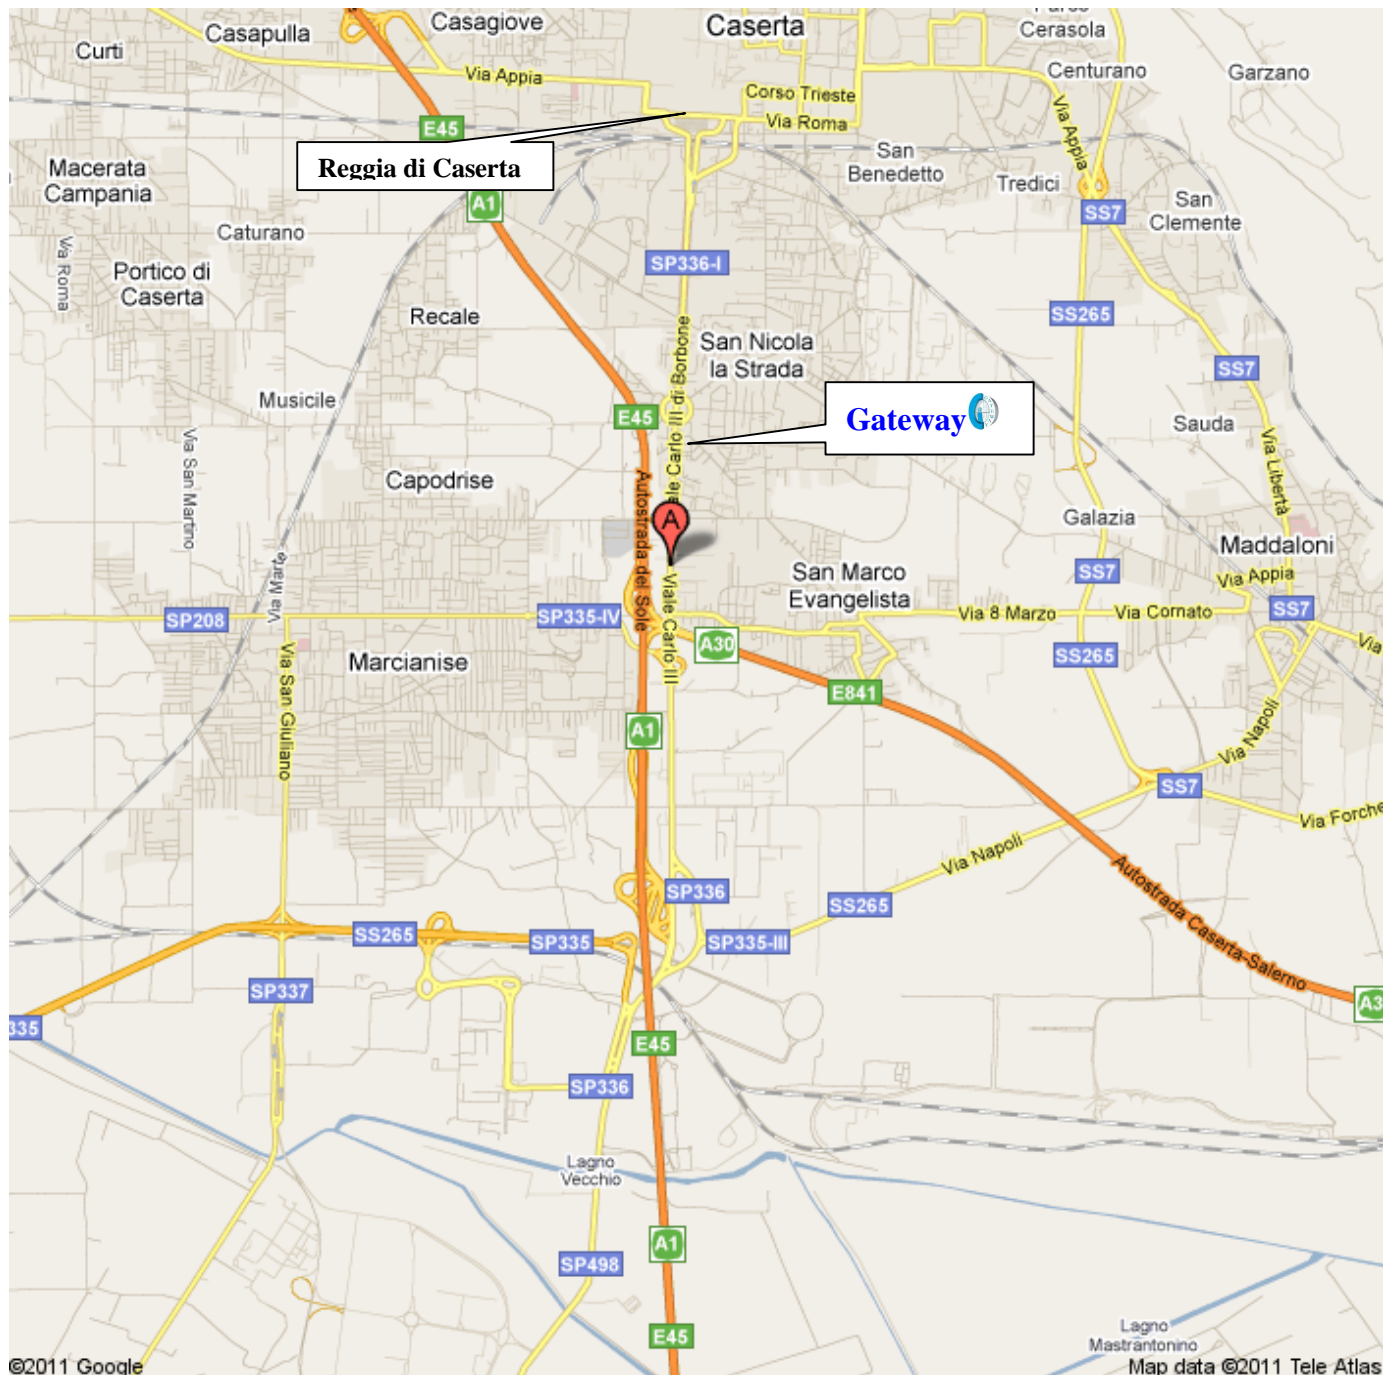 Casagiove
Casapulla
Curti
Caserta
Parco
Cerasola
Centurano
Garzano
Via Appia
Corso Trieste
Via Roma
Via Appia
E45
Reggia di Caserta
Macerata
Campania
San
Benedetto
Tredici
San
Clemente
A1
SS7
Caturano
Via Roma
Portico di
Caserta
SP336-I
Recale
SS265
San Nicola
la Strada
Viale Carlo III di Borbone
SS7
Musicile
E45
Gateway
Sauda
Via San Martino
Capodrise
Via Libertà
Autostrada del Sole
A
Galazia
Maddaloni
Via Marte
Viale Carlo III
San Marco
Evangelista
SS7
Via Appia
SP208
SP335-IV
Via 8 Marzo
Via Cornato
SS7
Via
A30
SS265
Marcianise
Via San Giuliano
E841
A1
Via Napoli
SS7
Via Forche
Via Napoli
SP336
SS265
Autostrada Caserta-Salerno
SS265
SP335
SP335-III
SP337
A3
335
E45
SP336
Lagno
Vecchio
A1
SP498
E45
Lagno
Mastrantonino
©2011 Google
Map data ©2011 Tele Atlas